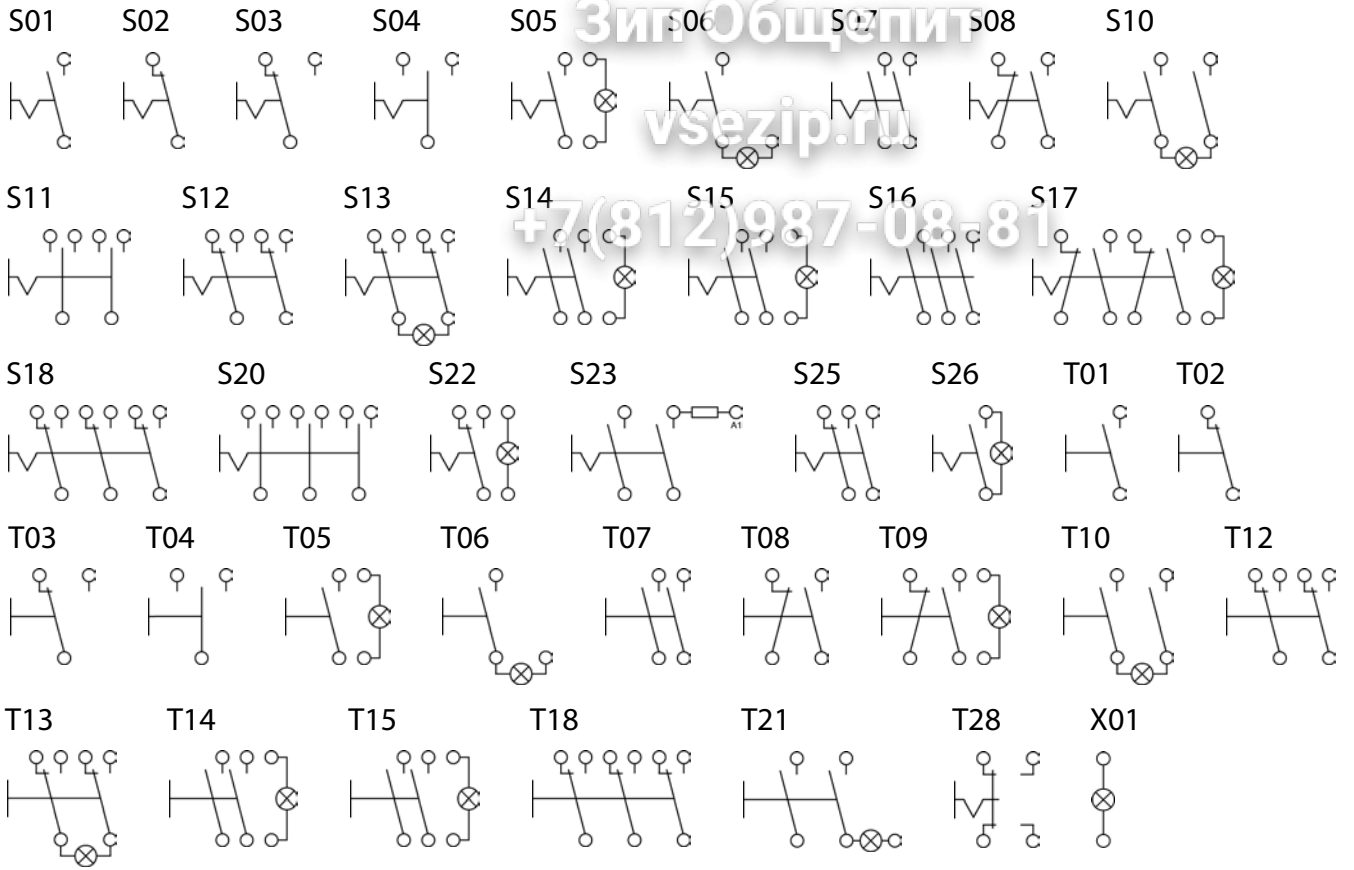 S01 S02 S03 S04 S05 S06 S07 S08 S10
Зип Общепит
vsezip.ru
S11 S12 S13 S14 S15 S16 S17
+7(812)987-08-81
S18 S20 S22 S23 S25 S26 T01 T02
A1
T03 T04 T05 T06 T07 T08 T09 T10 T12
T13 T14 T15 T18 T21 T28 X01